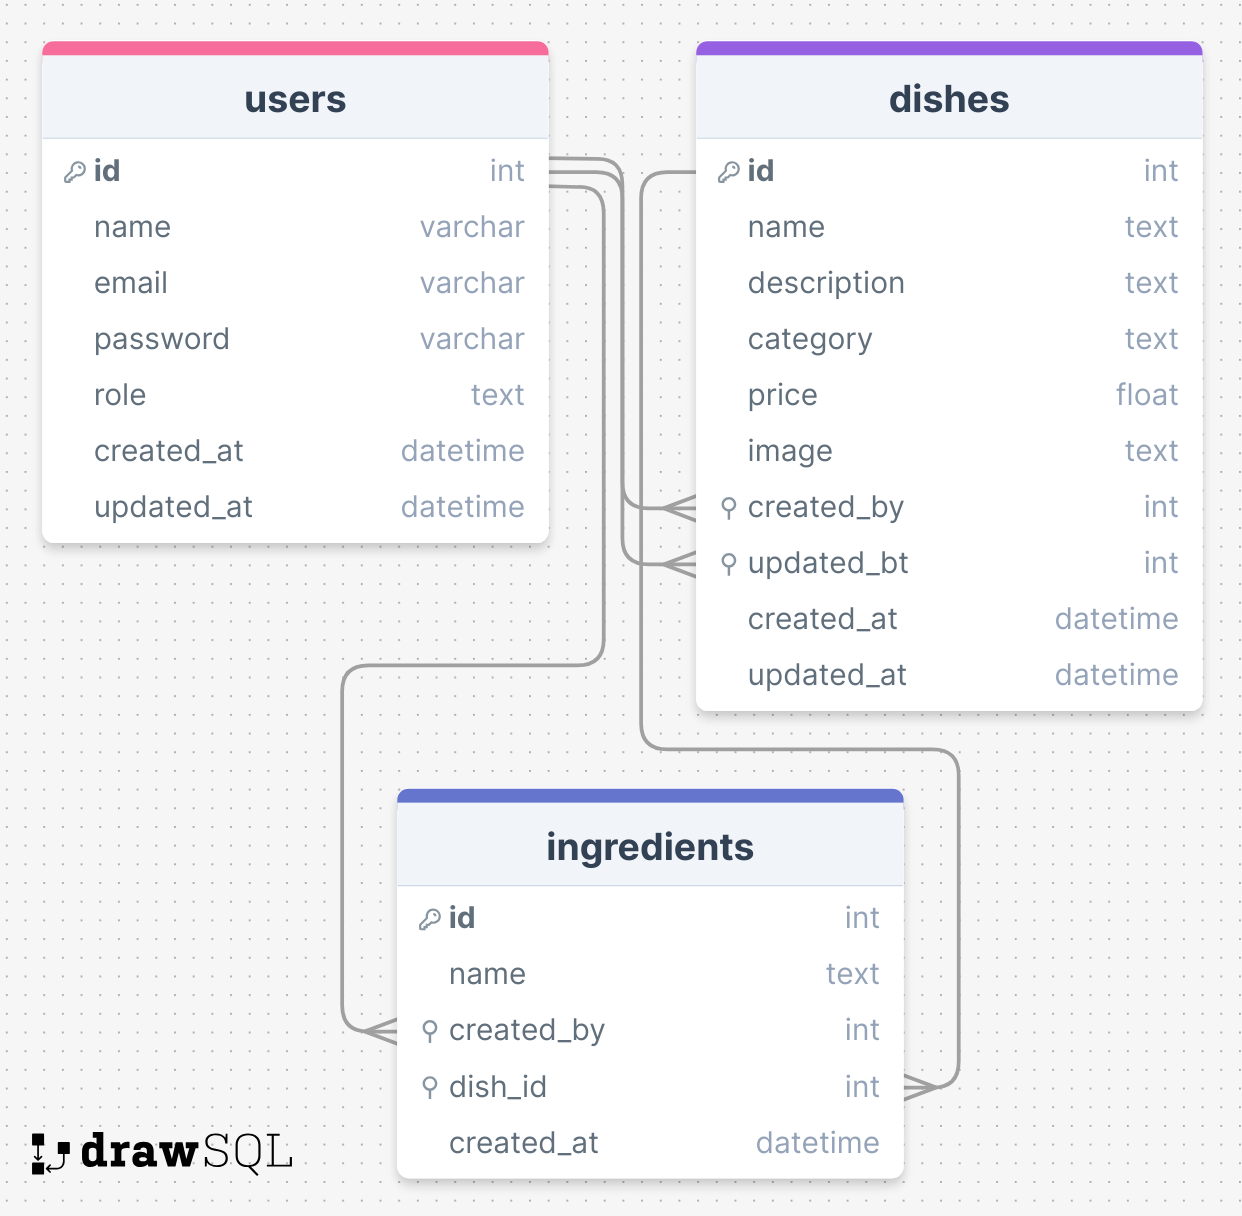 users
id int
name varchar
email varchar
password varchar
role text
created_at datetime
updated_at datetime
dishes
id int
name text
description text
category text
price float
image text
created_by int
updated_bt int
created_at datetime
updated_at datetime
ingredients
id int
name text
created_by int
dish_id int
created_at datetime
drawSQL